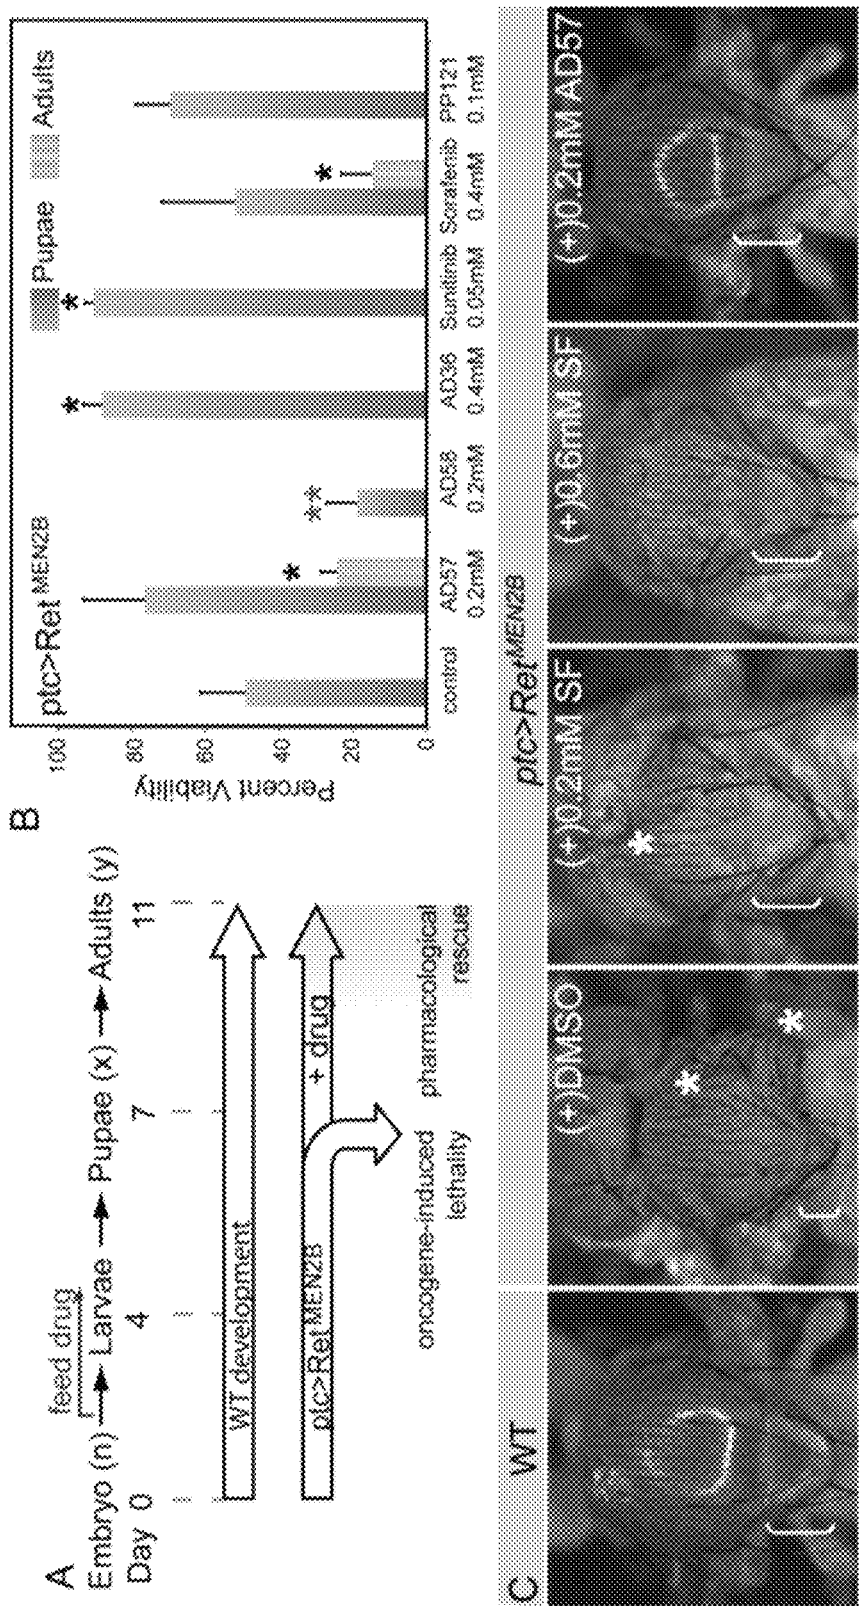 A
Embryo (n) → Larvae → Pupae (x) → Adults (y)
feed drug
Day 0 4 7 11
WT development
ptc>Ret^MEN2B
+ drug
oncogene-induced
lethality
pharmacological
rescue
B
ptc>Ret^MEN2B
Pupae Adults
Percent Viability
100
80
60
40
20
0
* ** * * *
control AD57 AD58 AD36 Sunitinib Sorafenib PP121
0.2mM 0.2mM 0.4mM 0.05mM 0.4mM 0.1mM
C
WT
ptc>Ret^MEN2B
(+)DMSO
(+)0.2mM SF
(+)0.6mM SF
(+)0.2mM AD57
* *
*